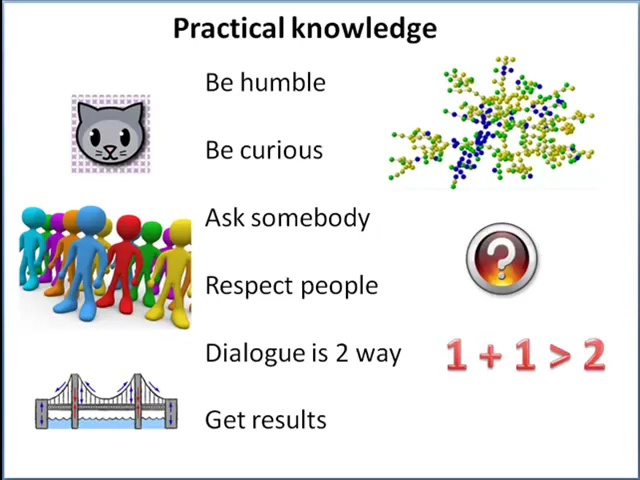 Practical knowledge
Be humble
Be curious
Ask somebody
?
Respect people
Dialogue is 2 way
1 + 1 > 2
Get results